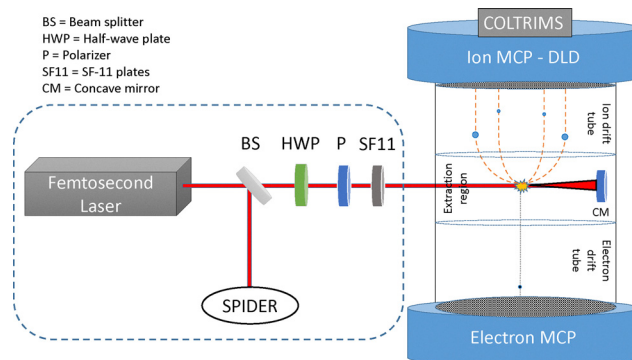 BS = Beam splitter
HWP = Half-wave plate
P = Polarizer
SF11 = SF-11 plates
CM = Concave mirror
COLTRIMS
Ion MCP - DLD
Ion drift
tube
BS
HWP
P
SF11
Femtosecond
Laser
Extraction
region
CM
SPIDER
Electron
drift
tube
Electron MCP